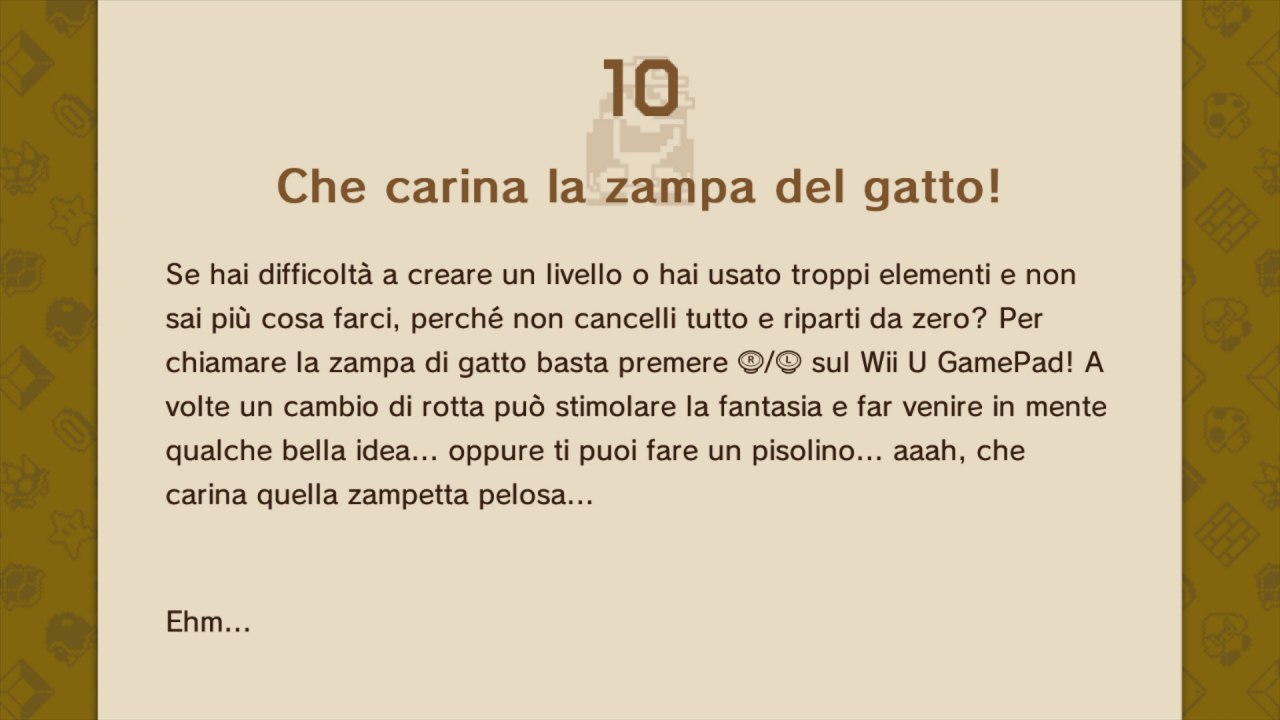 10
Che carina la zampa del gatto!
Se hai difficoltà a creare un livello o hai usato troppi elementi e non
sai più cosa farci, perché non cancelli tutto e riparti da zero? Per
chiamare la zampa di gatto basta premere Ⓡ/Ⓛ sul Wii U GamePad! A
volte un cambio di rotta può stimolare la fantasia e far venire in mente
qualche bella idea... oppure ti puoi fare un pisolino... aaah, che
carina quella zampetta pelosa...
Ehm...